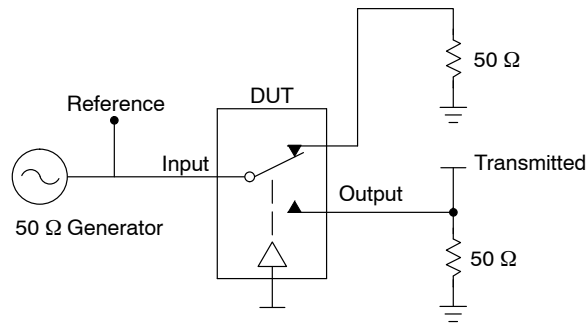 50 Ω
DUT
Reference
Input
Transmitted
Output
50 Ω Generator
50 Ω